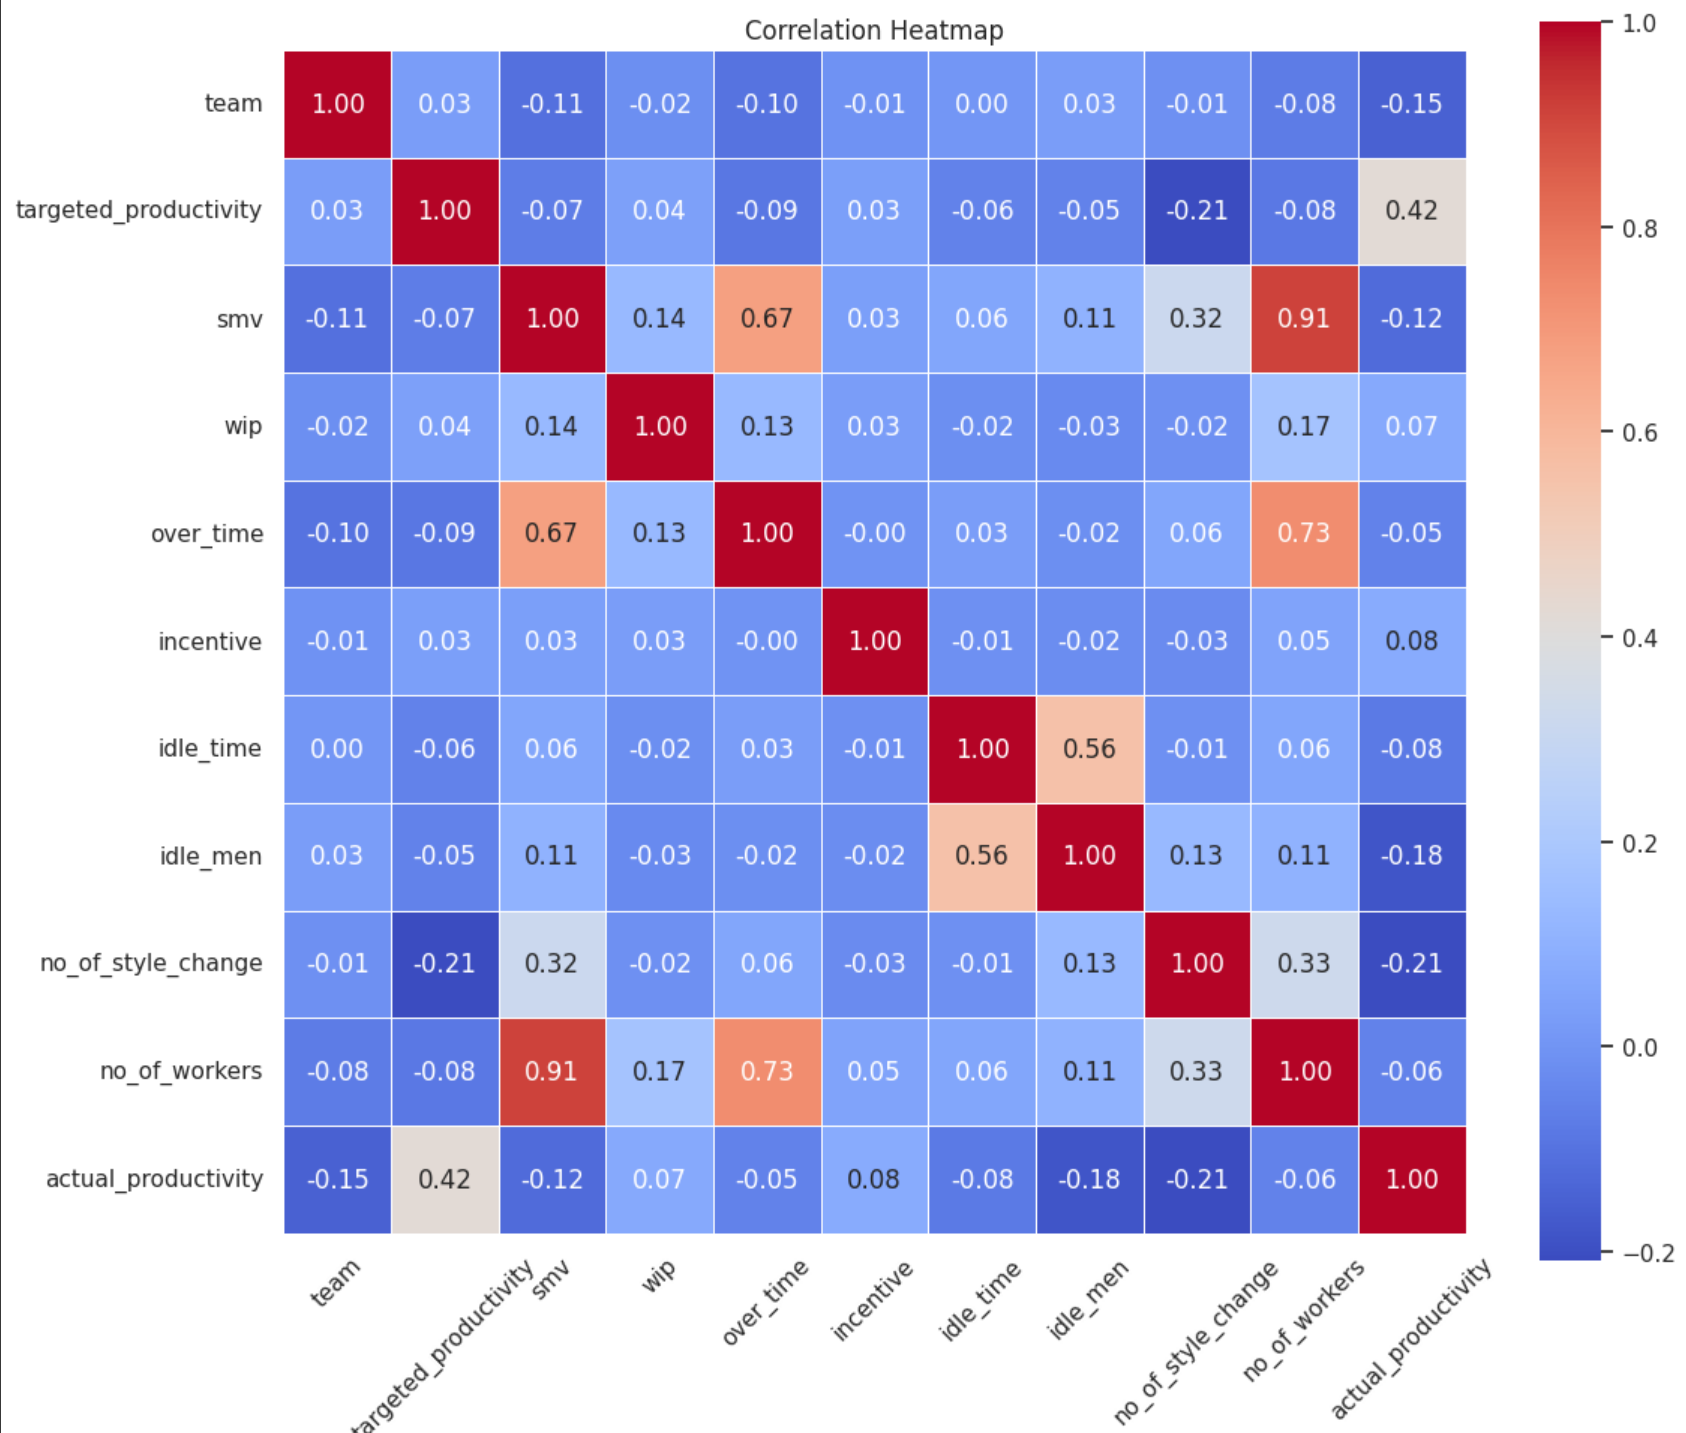 Correlation Heatmap
team 1.00 0.03 -0.11 -0.02 -0.10 -0.01 0.00 0.03 -0.01 -0.08 -0.15
targeted_productivity 0.03 1.00 -0.07 0.04 -0.09 0.03 -0.06 -0.05 -0.21 -0.08 0.42
smv -0.11 -0.07 1.00 0.14 0.67 0.03 0.06 0.11 0.32 0.91 -0.12
wip -0.02 0.04 0.14 1.00 0.13 0.03 -0.02 -0.03 -0.02 0.17 0.07
over_time -0.10 -0.09 0.67 0.13 1.00 -0.00 0.03 -0.02 0.06 0.73 -0.05
incentive -0.01 0.03 0.03 0.03 -0.00 1.00 -0.01 -0.02 -0.03 0.05 0.08
idle_time 0.00 -0.06 0.06 -0.02 0.03 -0.01 1.00 0.56 -0.01 0.06 -0.08
idle_men 0.03 -0.05 0.11 -0.03 -0.02 -0.02 0.56 1.00 0.13 0.11 -0.18
no_of_style_change -0.01 -0.21 0.32 -0.02 0.06 -0.03 -0.01 0.13 1.00 0.33 -0.21
no_of_workers -0.08 -0.08 0.91 0.17 0.73 0.05 0.06 0.11 0.33 1.00 -0.06
actual_productivity -0.15 0.42 -0.12 0.07 -0.05 0.08 -0.08 -0.18 -0.21 -0.06 1.00
team
targeted_productivity
smv
wip
over_time
incentive
idle_time
idle_men
no_of_style_change
no_of_workers
actual_productivity
1.0
0.8
0.6
0.4
0.2
0.0
−0.2